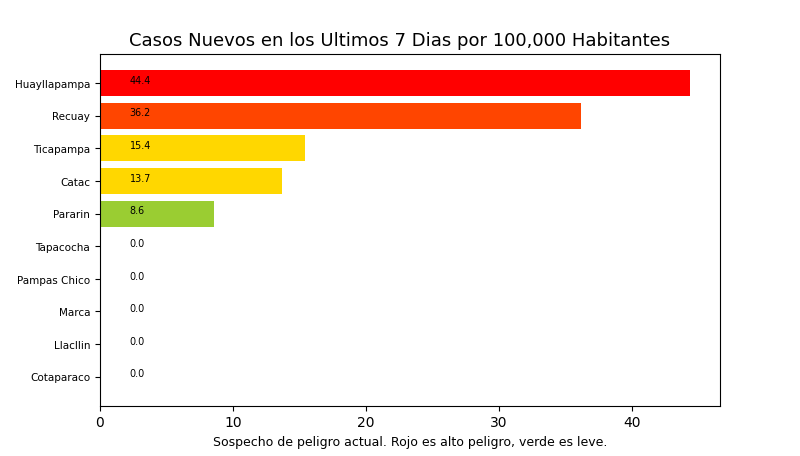 Casos Nuevos en los Ultimos 7 Dias por 100,000 Habitantes
Huayllapampa 44.4
Recuay 36.2
Ticapampa 15.4
Catac 13.7
Pararin 8.6
Tapacocha 0.0
Pampas Chico 0.0
Marca 0.0
Llacllin 0.0
Cotaparaco 0.0
0 10 20 30 40
Sospecho de peligro actual. Rojo es alto peligro, verde es leve.